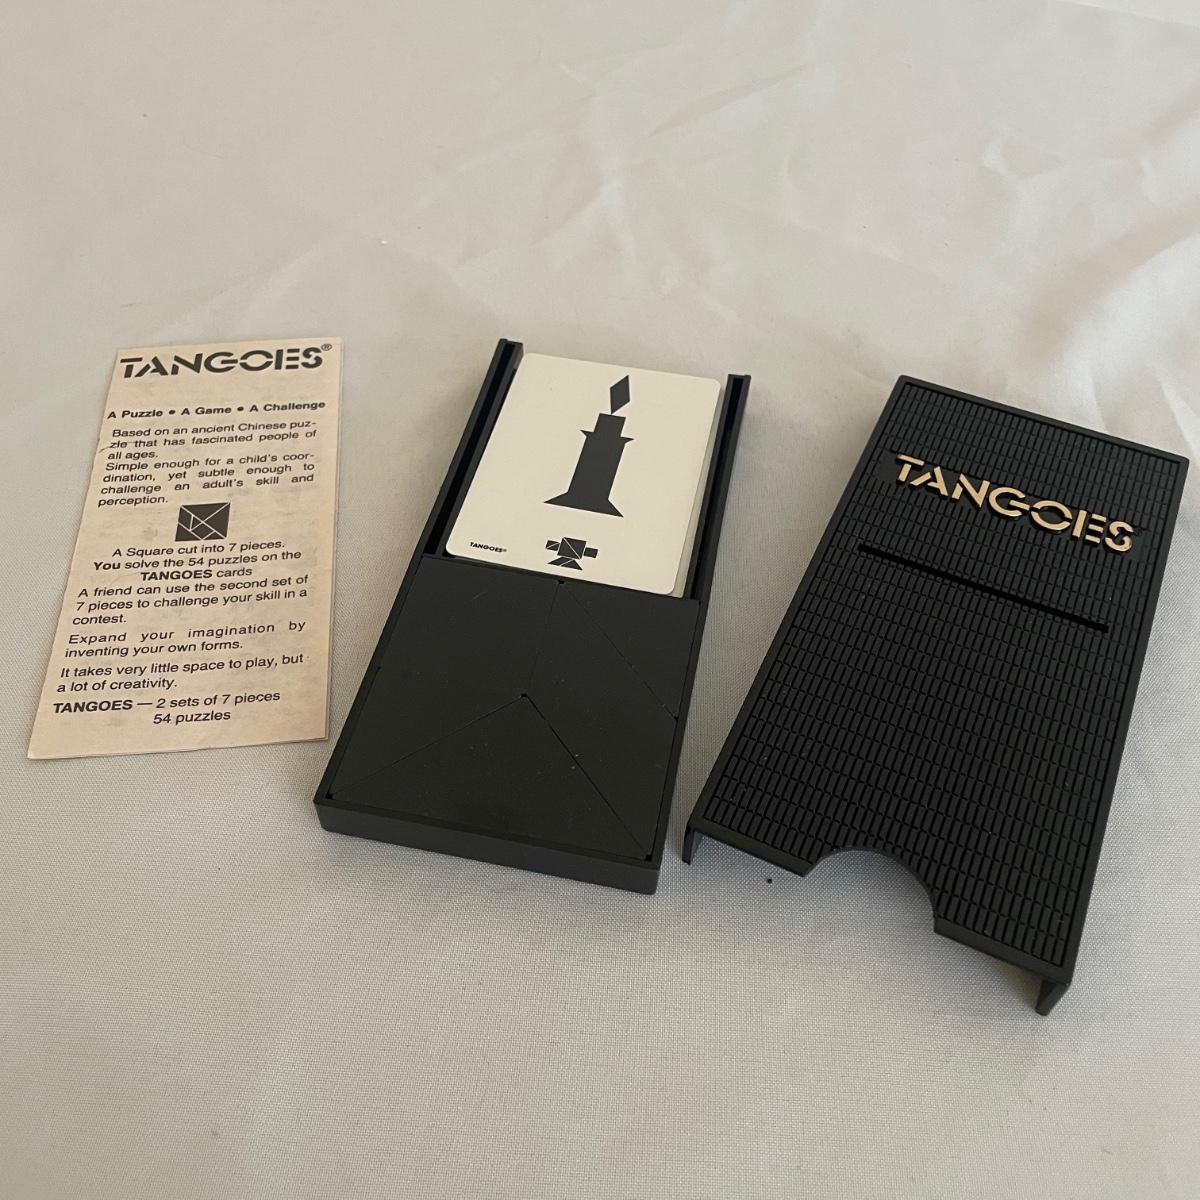 TANGOES®
A Puzzle • A Game • A Challenge
Based on an ancient Chinese puz-
zle that has fascinated people of
all ages.
Simple enough for a child's coor-
dination, yet subtle enough to
challenge an adult's skill and
perception.
A Square cut into 7 pieces.
You solve the 54 puzzles on the
TANGOES cards
A friend can use the second set of
7 pieces to challenge your skill in a
contest.
Expand your imagination by
inventing your own forms.
It takes very little space to play, but
a lot of creativity.
TANGOES — 2 sets of 7 pieces
54 puzzles
TANGOES®
TANGOES